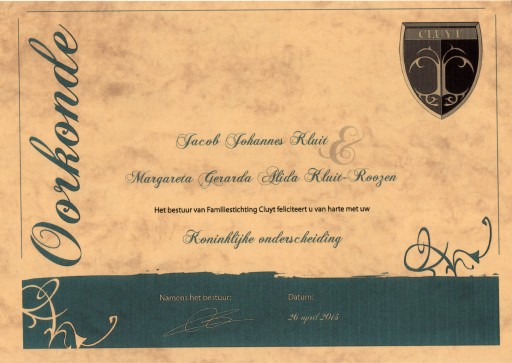 Oorkonde
CLUYT
Jacob Johannes Kluit &
Margareta Gerarda Alida Kluit-Roozen
Het bestuur van Familiestichting Cluyt feliciteert u van harte met uw
Koninklijke onderscheiding
Namens het bestuur:
Datum:
26 april 2015